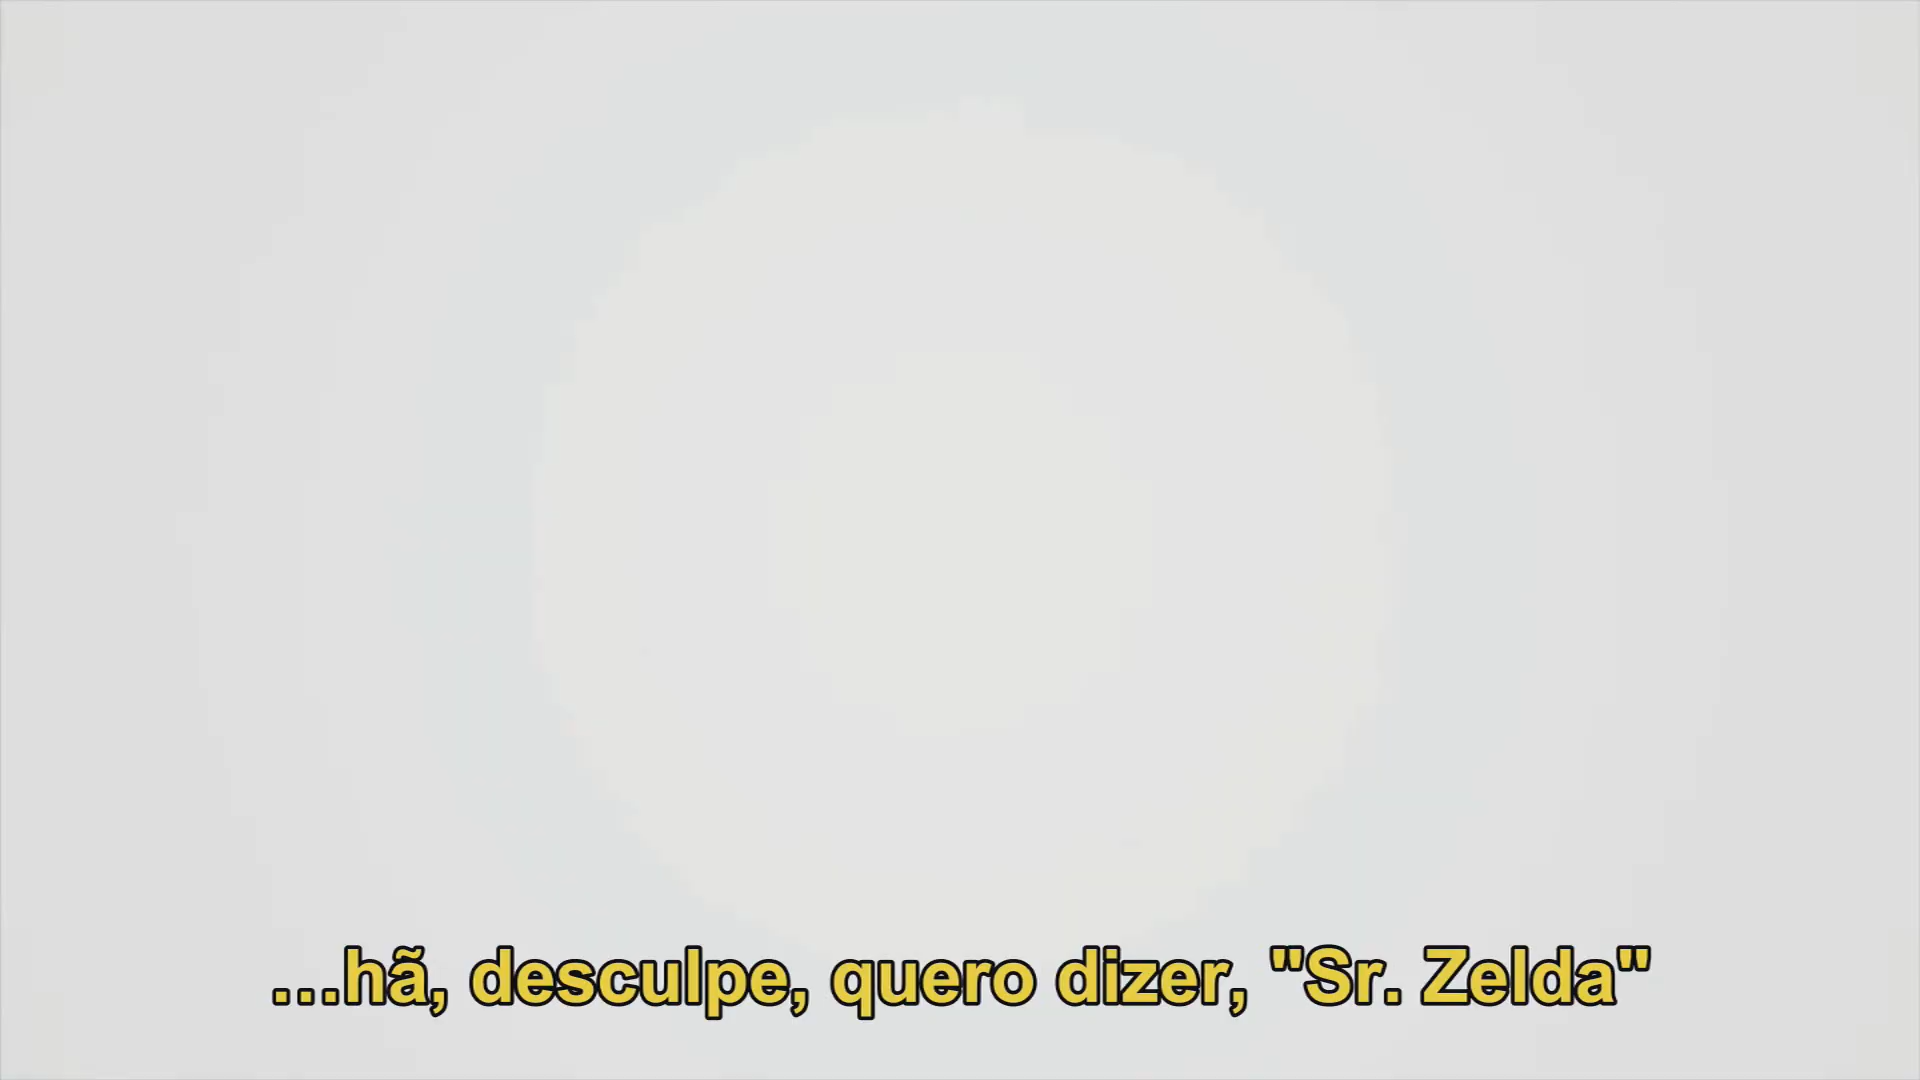 ...hã, desculpe, quero dizer, "Sr. Zelda"